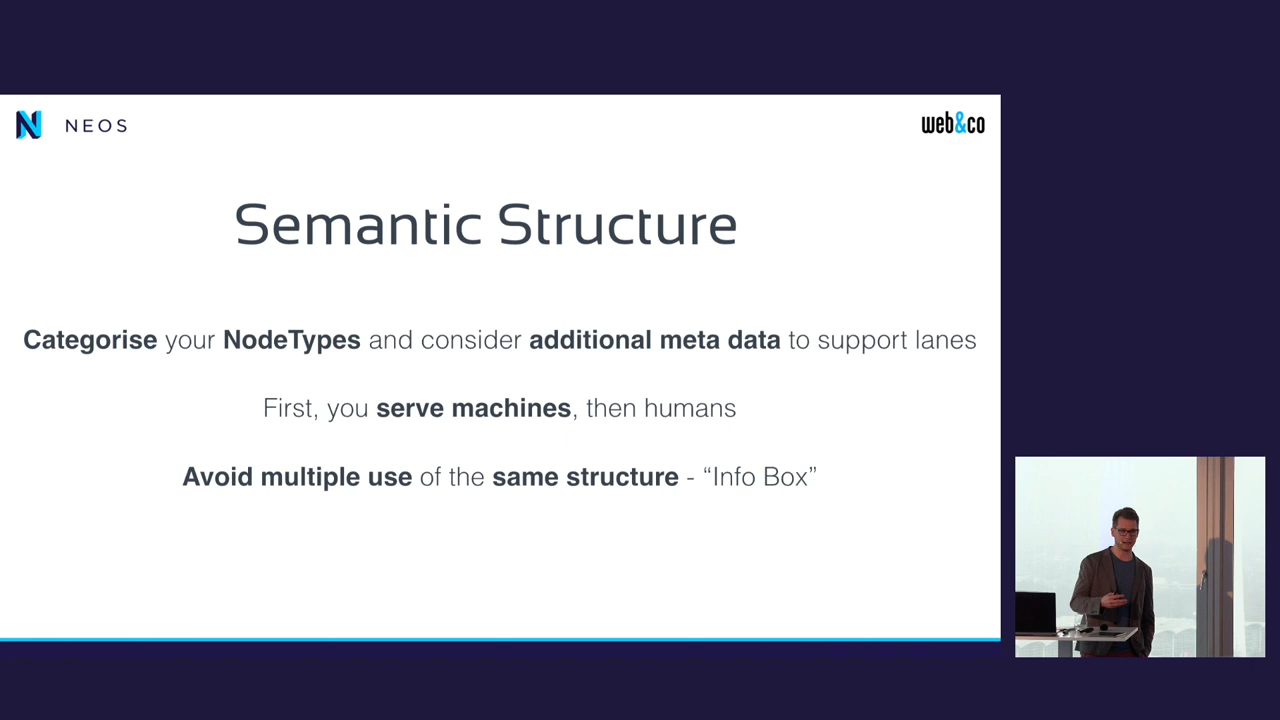 NEOS
web&co
Semantic Structure
Categorise your NodeTypes and consider additional meta data to support lanes
First, you serve machines, then humans
Avoid multiple use of the same structure - “Info Box”